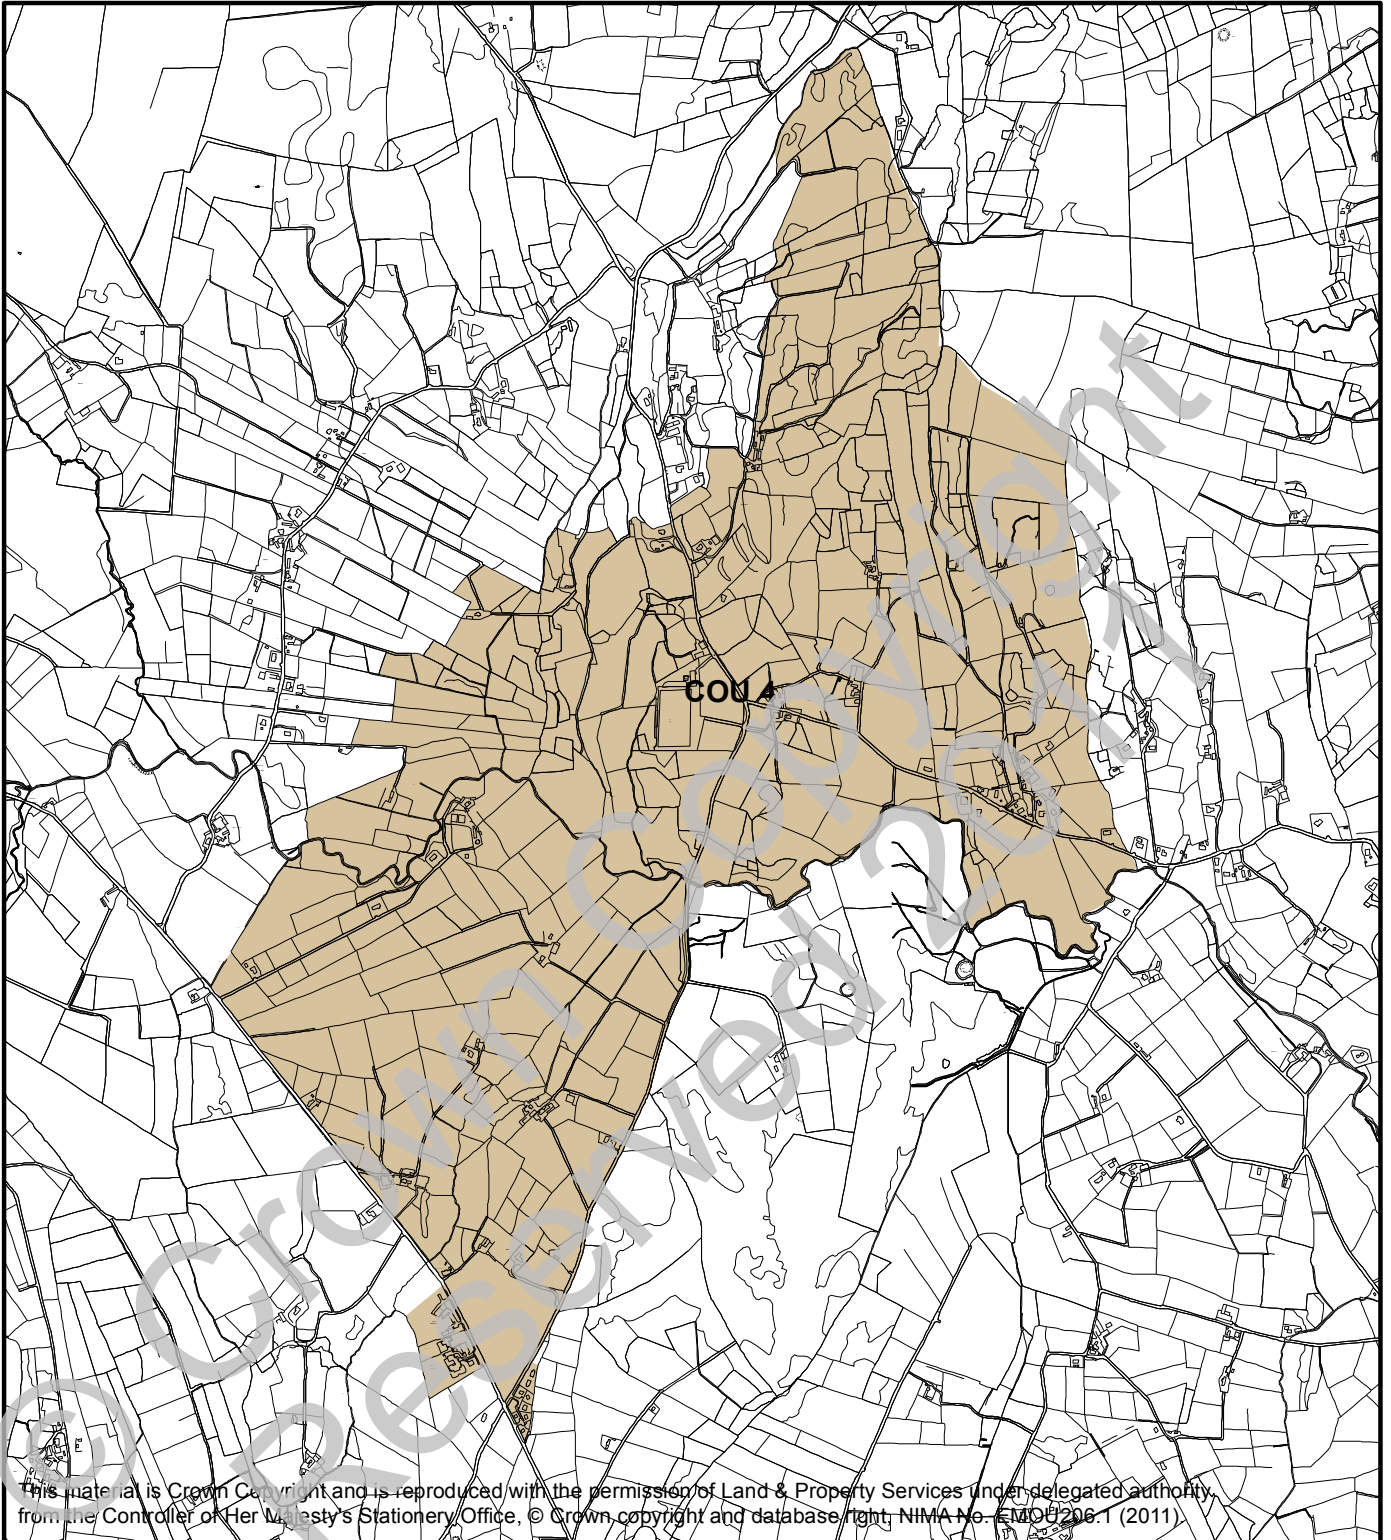 COU 4
© Crown Copyright
Reserved 2011
This material is Crown Copyright and is reproduced with the permission of Land & Property Services under delegated authority
from the Controller of Her Majesty's Stationery Office, © Crown copyright and database right, NIMA No. EMOU206.1 (2011)